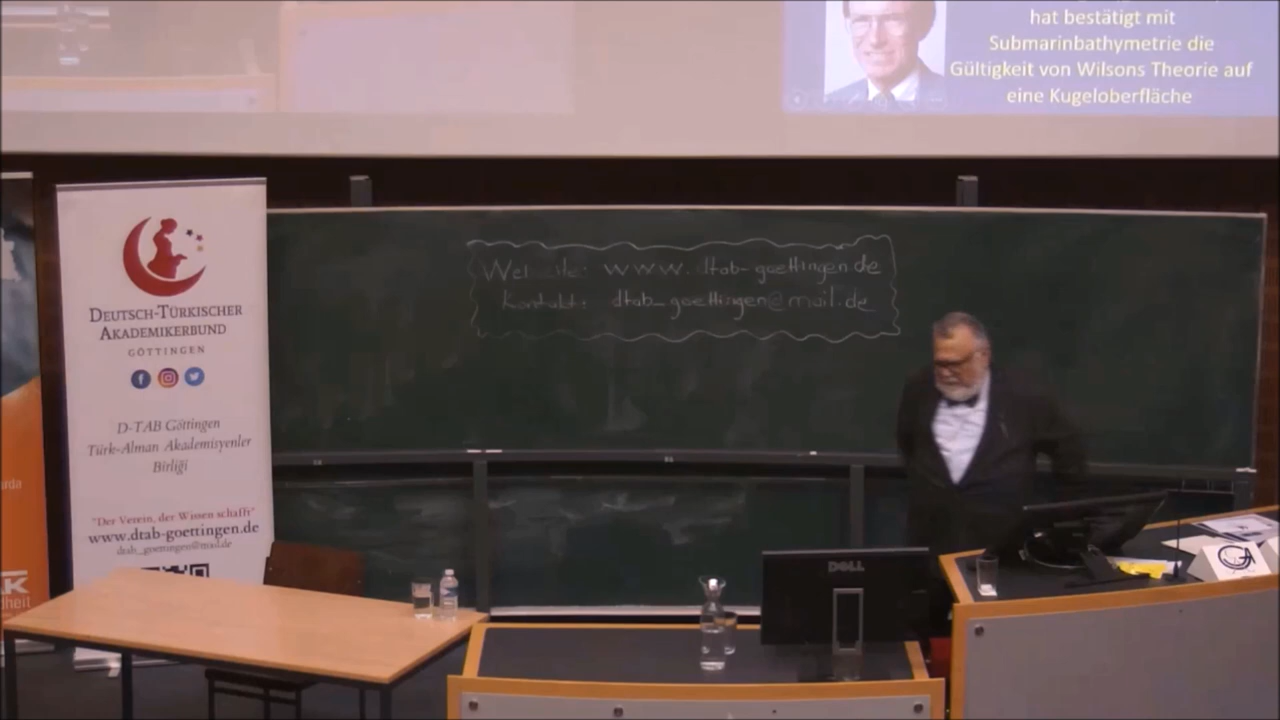 hat bestätigt mit
Submarinbathymetrie die
Gültigkeit von Wilsons Theorie auf
eine Kugeloberfläche
Webseite: www.dtab-goettingen.de
Kontakt: dtab_goettingen@mail.de
DEUTSCH-TÜRKISCHER
AKADEMIKERBUND
GÖTTINGEN
D-TAB Göttingen
Türk-Alman Akademisyenler
Birliği
"Der Verein, der Wissen schafft"
www.dtab-goettingen.de
dtab_goettingen@mail.de
DELL